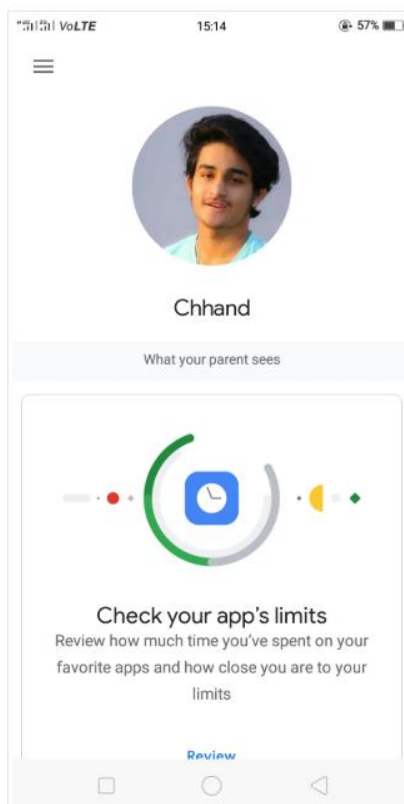 VoLTE 15:14 57%
Chhand
What your parent sees
Check your app's limits
Review how much time you've spent on your
favorite apps and how close you are to your
limits
Review